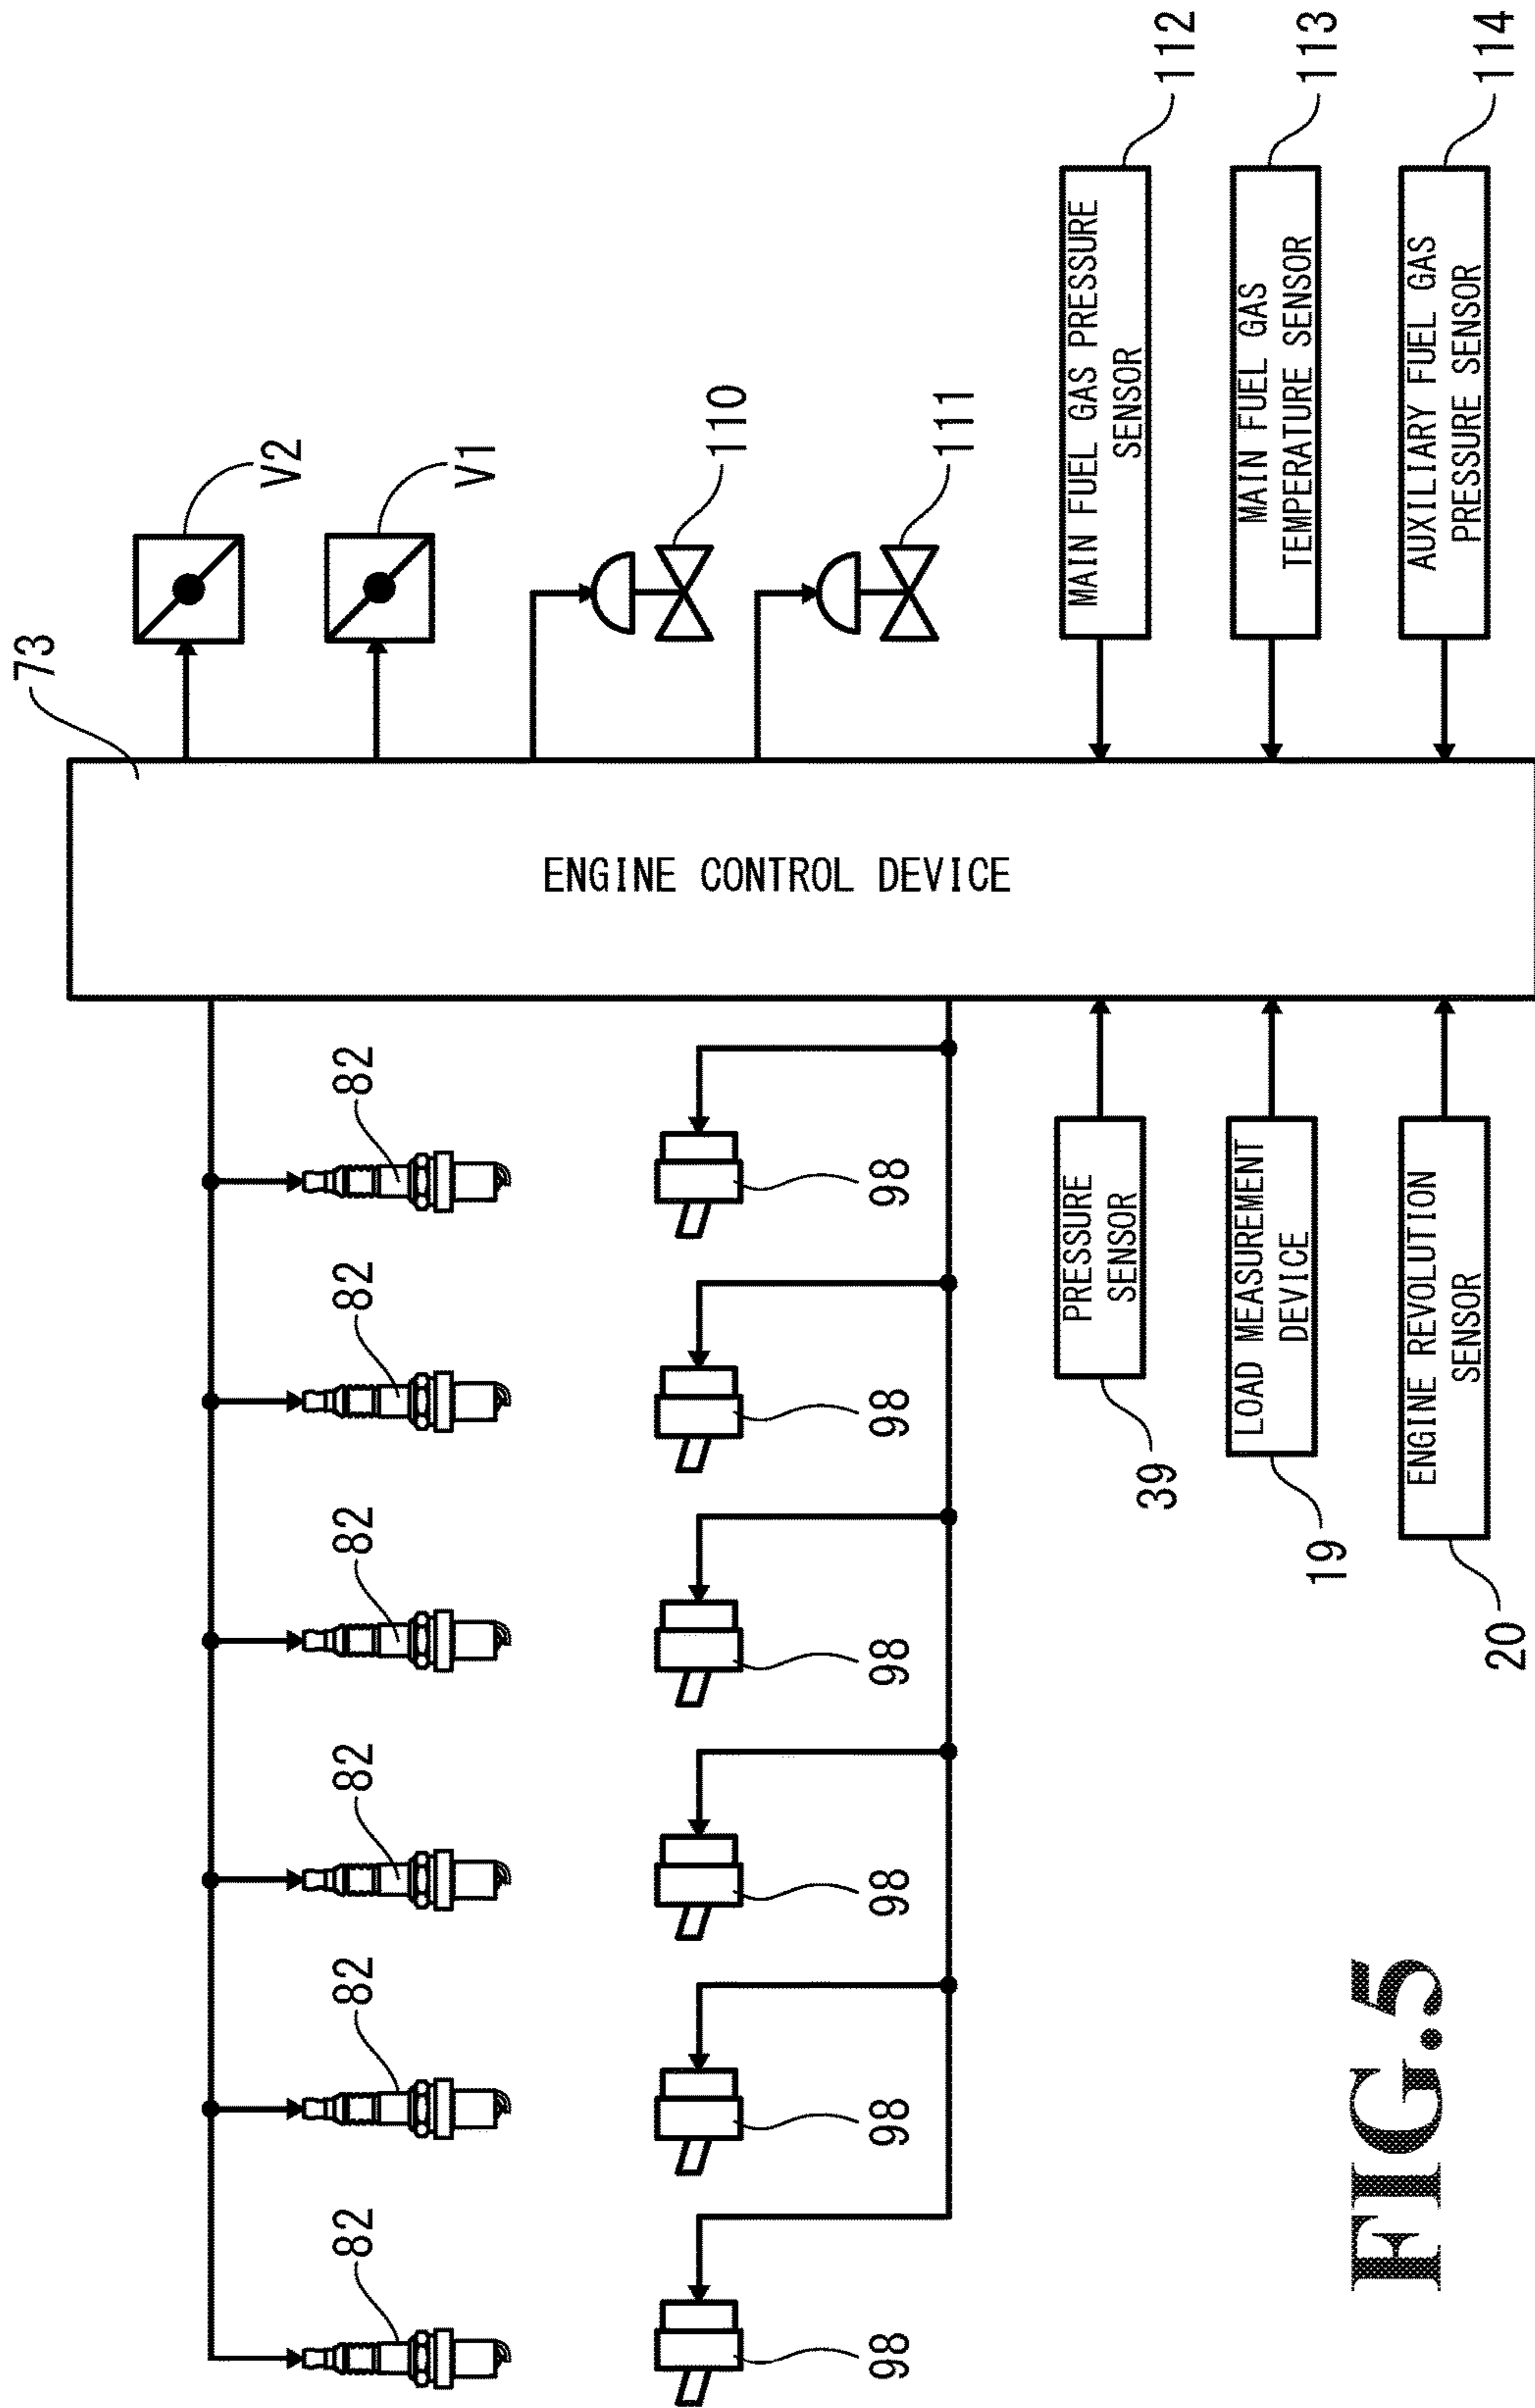 73
V2
82 82 82 82 82 82
V1
110
98 98 98 98 98 98
111
ENGINE CONTROL DEVICE
PRESSURE
SENSOR
39
MAIN FUEL GAS PRESSURE
SENSOR
112
LOAD MEASUREMENT
DEVICE
19
MAIN FUEL GAS
TEMPERATURE SENSOR
113
ENGINE REVOLUTION
SENSOR
20
AUXILIARY FUEL GAS
PRESSURE SENSOR
114
FIG.5